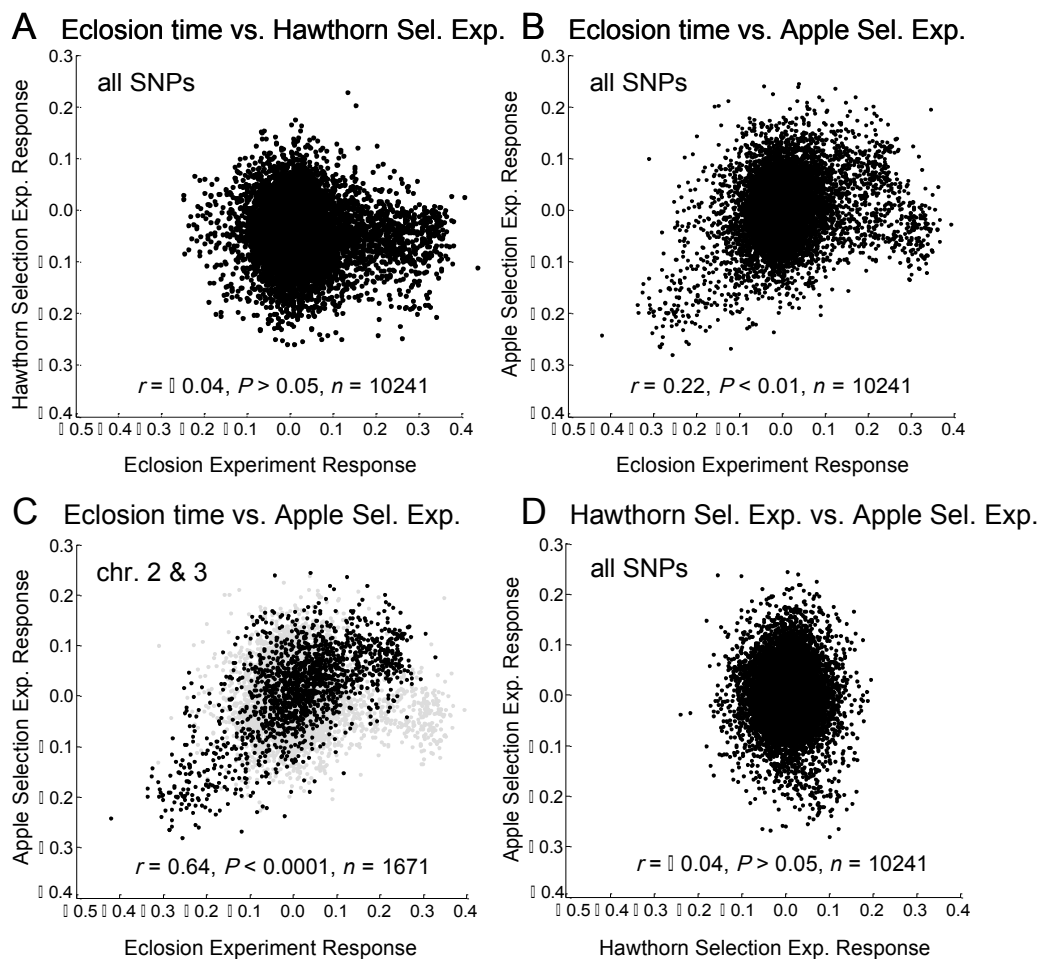 A Eclosion time vs. Hawthorn Sel. Exp.
all SNPs
Hawthorn Selection Exp. Response
0.3
0.2
0.1
0.0
▯ 0.1
▯ 0.2
▯ 0.3
▯ 0.4
r = ▯ 0.04, P > 0.05, n = 10241
▯ 0.5 ▯ 0.4 ▯ 0.3 ▯ 0.2 ▯ 0.1 0.0 0.1 0.2 0.3 0.4
Eclosion Experiment Response
B Eclosion time vs. Apple Sel. Exp.
all SNPs
Apple Selection Exp. Response
0.3
0.2
0.1
0.0
▯ 0.1
▯ 0.2
▯ 0.3
▯ 0.4
r = 0.22, P < 0.01, n = 10241
▯ 0.5 ▯ 0.4 ▯ 0.3 ▯ 0.2 ▯ 0.1 0.0 0.1 0.2 0.3 0.4
Eclosion Experiment Response
C Eclosion time vs. Apple Sel. Exp.
chr. 2 & 3
Apple Selection Exp. Response
0.3
0.2
0.1
0.0
▯ 0.1
▯ 0.2
▯ 0.3
▯ 0.4
r = 0.64, P < 0.0001, n = 1671
▯ 0.5 ▯ 0.4 ▯ 0.3 ▯ 0.2 ▯ 0.1 0.0 0.1 0.2 0.3 0.4
Eclosion Experiment Response
D Hawthorn Sel. Exp. vs. Apple Sel. Exp.
all SNPs
Apple Selection Exp. Response
0.3
0.2
0.1
0.0
▯ 0.1
▯ 0.2
▯ 0.3
▯ 0.4
r = ▯ 0.04, P > 0.05, n = 10241
▯ 0.5 ▯ 0.4 ▯ 0.3 ▯ 0.2 ▯ 0.1 0.0 0.1 0.2 0.3 0.4
Hawthorn Selection Exp. Response